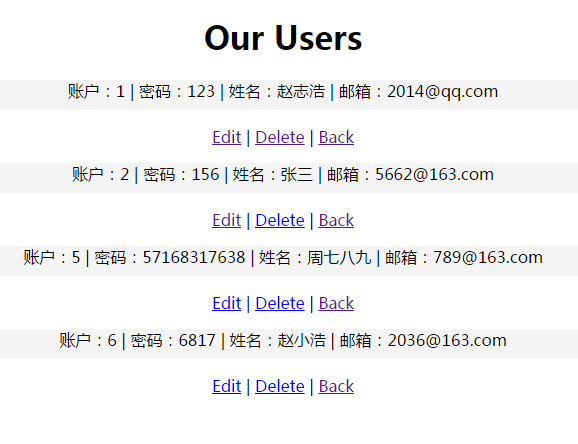 Our Users
账户：1 | 密码：123 | 姓名：赵志浩 | 邮箱：2014@qq.com
Edit | Delete | Back
账户：2 | 密码：156 | 姓名：张三 | 邮箱：5662@163.com
Edit | Delete | Back
账户：5 | 密码：57168317638 | 姓名：周七八九 | 邮箱：789@163.com
Edit | Delete | Back
账户：6 | 密码：6817 | 姓名：赵小浩 | 邮箱：2036@163.com
Edit | Delete | Back